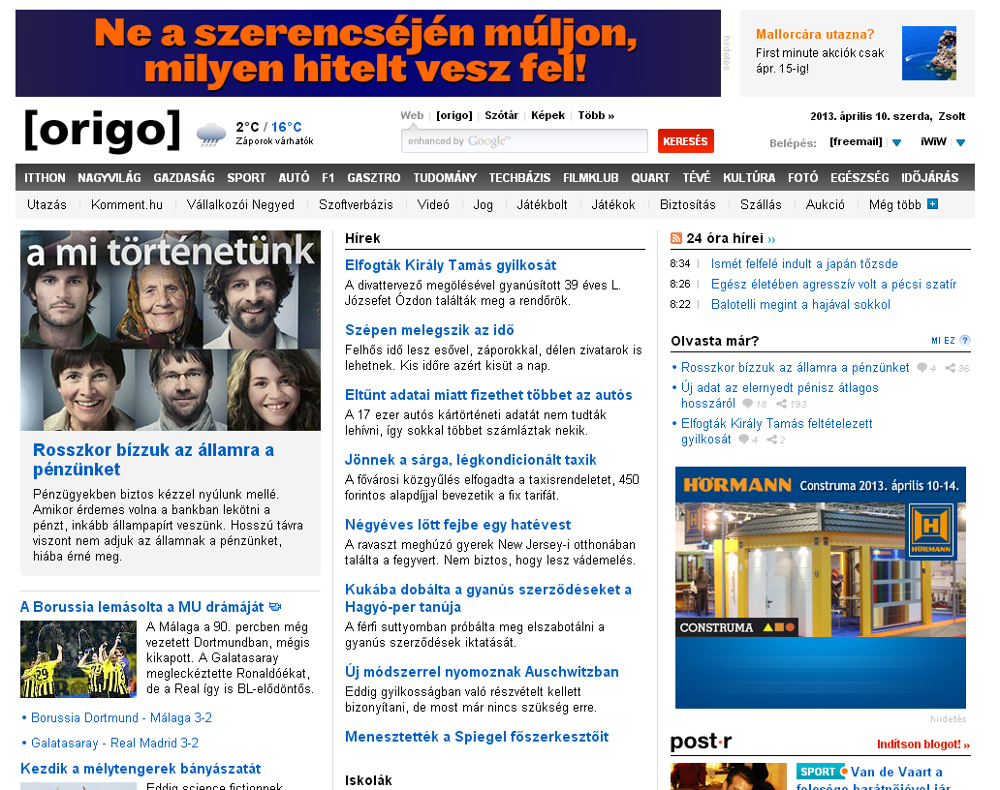 Ne a szerencséjén múljon,
milyen hitelt vesz fel!
hirdetés
Mallorcára utazna?
First minute akciók csak
ápr. 15-ig!
[origo]
2°C / 16°C
Záporok várhatók
Web [origo] Szótár Képek Több »
enhanced by Google™
KERESÉS
2013. április 10. szerda, Zsolt
Belépés: [freemail] iWiW
ITTHON NAGYVILÁG GAZDASÁG SPORT AUTÓ F1 GASZTRO TUDOMÁNY TECHBÁZIS FILMKLUB QUART TÉVÉ KULTÚRA FOTÓ EGÉSZSÉG IDŐJÁRÁS
Utazás Komment.hu Vállalkozói Negyed Szoftverbázis Videó Jog Játékbolt Játékok Biztosítás Szállás Aukció Még több
a mi történetünk
Rosszkor bízzuk az államra a
pénzünket
Pénzügyekben biztos kézzel nyúlunk mellé.
Amikor érdemes volna a bankban lekötni a
pénzt, inkább állampapírt veszünk. Hosszú távra
viszont nem adjuk az államnak a pénzünket,
hiába érné meg.
A Borussia lemásolta a MU drámáját
A Málaga a 90. percben még
vezetett Dortmundban, mégis
kikapott. A Galatasaray
megleckéztette Ronaldóékat,
de a Real így is BL-elődöntős.
• Borussia Dortmund - Málaga 3-2
• Galatasaray - Real Madrid 3-2
Kezdik a mélytengerek bányászatát
Eddig science fictionnek
Hírek
Elfogták Király Tamás gyilkosát
A divattervező megölésével gyanúsított 39 éves L.
Józsefet Ózdon találták meg a rendőrök.
Szépen melegszik az idő
Felhős idő lesz esővel, záporokkal, délen zivatarok is
lehetnek. Kis időre azért kisüt a nap.
Eltűnt adatai miatt fizethet többet az autós
A 17 ezer autós kártörténeti adatát nem tudták
lehívni, így sokkal többet számláztak nekik.
Jönnek a sárga, légkondicionált taxik
A fővárosi közgyűlés elfogadta a taxisrendeletet, 450
forintos alapdíjjal bevezetik a fix tarifát.
Négyéves lőtt fejbe egy hatévest
A ravaszt meghúzó gyerek New Jersey-i otthonában
találta a fegyvert. Nem biztos, hogy lesz vádemelés.
Kukába dobálta a gyanús szerződéseket a
Hagyó-per tanúja
A férfi suttyomban próbálta meg elszabotálni a
gyanús szerződések iktatását.
Új módszerrel nyomoznak Auschwitzban
Eddig gyilkosságban való részvételt kellett
bizonyítani, de most már nincs szükség erre.
Menesztették a Spiegel főszerkesztőit
Iskolák
24 óra hírei »
8:34 Ismét felfelé indult a japán tőzsde
8:26 Egész életében agresszív volt a pécsi szatír
8:22 Balotelli megint a hajával sokkol
Olvasta már?
MI EZ ?
• Rosszkor bízzuk az államra a pénzünket 4 36
• Új adat az elernyedt pénisz átlagos
hosszáról 18 193
• Elfogták Király Tamás feltételezett
gyilkosát 4 2
HÖRMANN Construma 2013. április 10-14.
HÖRMANN
CONSTRUMA
hirdetés
post·r
Indítson blogot! »
SPORT Van de Vaart a
felesége barátnőjével jár